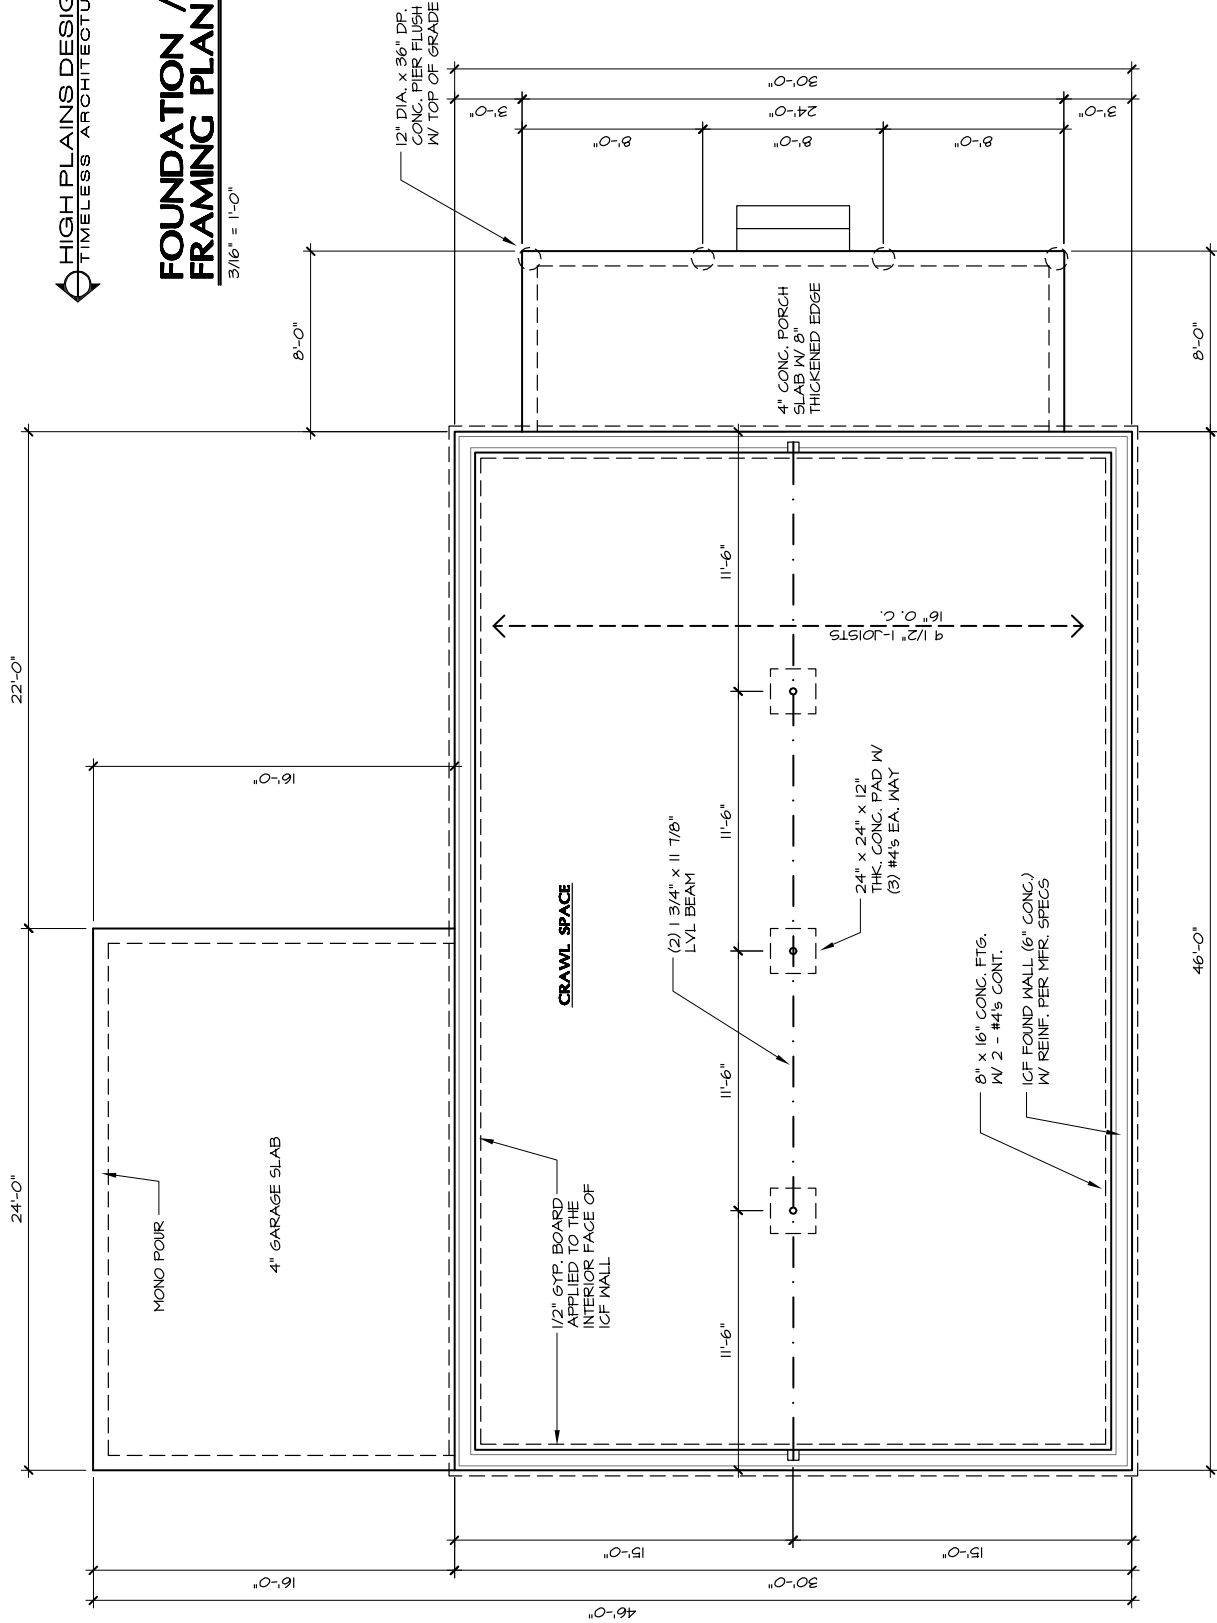 HIGH PLAINS DESIG
TIMELESS ARCHITECTU
FOUNDATION /
FRAMING PLAN
3/16" = 1'-0"
12" DIA. x 36" DP.
CONC. PIER FLUSH
W/ TOP OF GRADE
30'-0"
3'-0"
24'-0"
3'-0"
8'-0"
8'-0"
8'-0"
8'-0"
8'-0"
4" CONC. PORCH
SLAB W/ 8"
THICKENED EDGE
22'-0"
24'-0"
16'-0"
MONO POUR
4" GARAGE SLAB
CRAWL SPACE
11'-6"
11'-6"
11'-6"
11'-6"
9 1/2" I-JOISTS
16" O. C.
(2) 1 3/4" x 11 7/8"
LVL BEAM
24" x 24" x 12"
THK. CONC. PAD W/
(3) #4's EA. WAY
1/2" GYP. BOARD
APPLIED TO THE
INTERIOR FACE OF
ICF WALL
8" x 16" CONC. FTG.
W/ 2 - #4's CONT.
ICF FOUND WALL (6" CONC.)
W/ REINF. PER MFR. SPECS
46'-0"
15'-0"
15'-0"
16'-0"
30'-0"
46'-0"